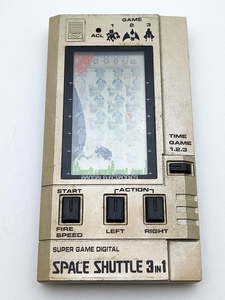 GAME
ACL 1 2 3
TIME
GAME
1.2.3
START
ACTION
FIRE
SPEED
LEFT
RIGHT
SUPER GAME DIGITAL
SPACE SHUTTLE 3 IN 1